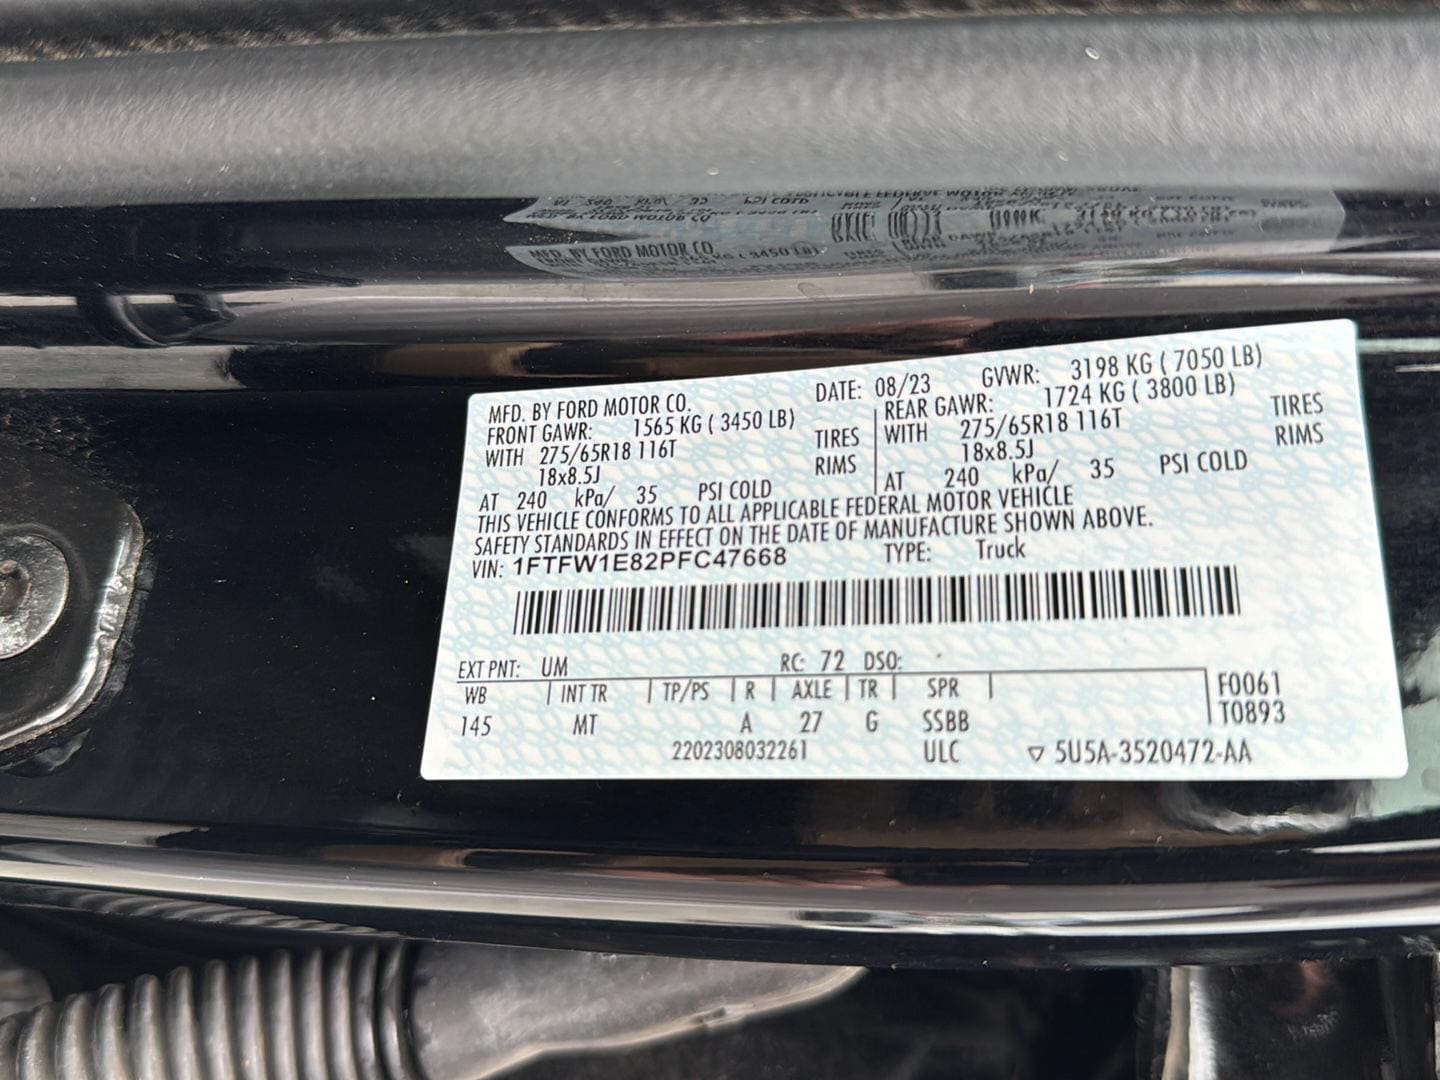 MFD. BY FORD MOTOR CO. DATE: 08/23 GVWR: 3198 KG ( 7050 LB)
FRONT GAWR: 1565 KG ( 3450 LB) REAR GAWR: 1724 KG ( 3800 LB)
WITH 275/65R18 116T TIRES WITH 275/65R18 116T TIRES
18x8.5J RIMS 18x8.5J RIMS
AT 240 kPa/ 35 PSI COLD AT 240 kPa/ 35 PSI COLD
THIS VEHICLE CONFORMS TO ALL APPLICABLE FEDERAL MOTOR VEHICLE
SAFETY STANDARDS IN EFFECT ON THE DATE OF MANUFACTURE SHOWN ABOVE.
VIN: 1FTFW1E82PFC47668 TYPE: Truck
EXT PNT: UM RC: 72 DSO:
WB INT TR TP/PS R AXLE TR SPR F0061
145 MT A 27 G SSBB T0893
2202308032261 ULC ▽ 5U5A-3520472-AA